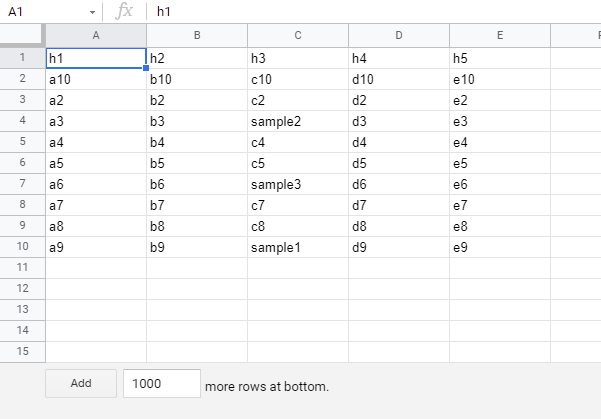 A1 fx h1
A B C D E F
1 h1 h2 h3 h4 h5
2 a10 b10 c10 d10 e10
3 a2 b2 c2 d2 e2
4 a3 b3 sample2 d3 e3
5 a4 b4 c4 d4 e4
6 a5 b5 c5 d5 e5
7 a6 b6 sample3 d6 e6
8 a7 b7 c7 d7 e7
9 a8 b8 c8 d8 e8
10 a9 b9 sample1 d9 e9
11
12
13
14
15
Add 1000 more rows at bottom.